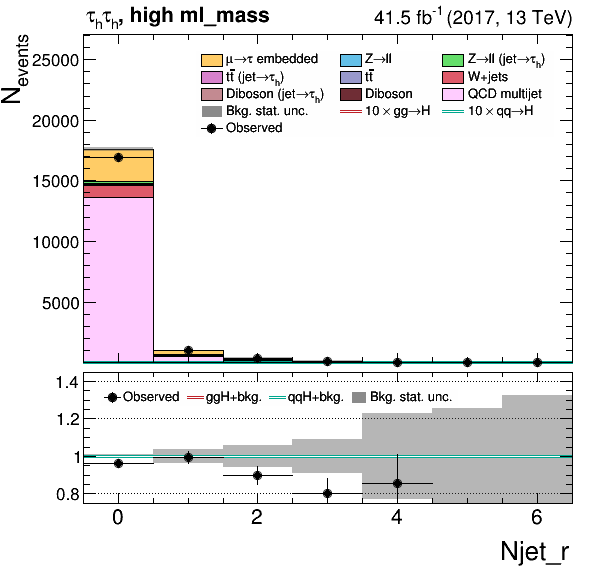 τhτh, high ml_mass 41.5 fb-1 (2017, 13 TeV)
Nevents
25000
20000
15000
10000
5000
μ→τ embedded Z→ll Z→ll (jet→τh)
tt̄ (jet→τh) tt̄ W+jets
Diboson (jet→τh) Diboson QCD multijet
Bkg. stat. unc. 10 × gg→H 10 × qq→H
Observed
1.4
1.2
1
0.8
Observed ggH+bkg. qqH+bkg. Bkg. stat. unc.
0 2 4 6
Njet_r